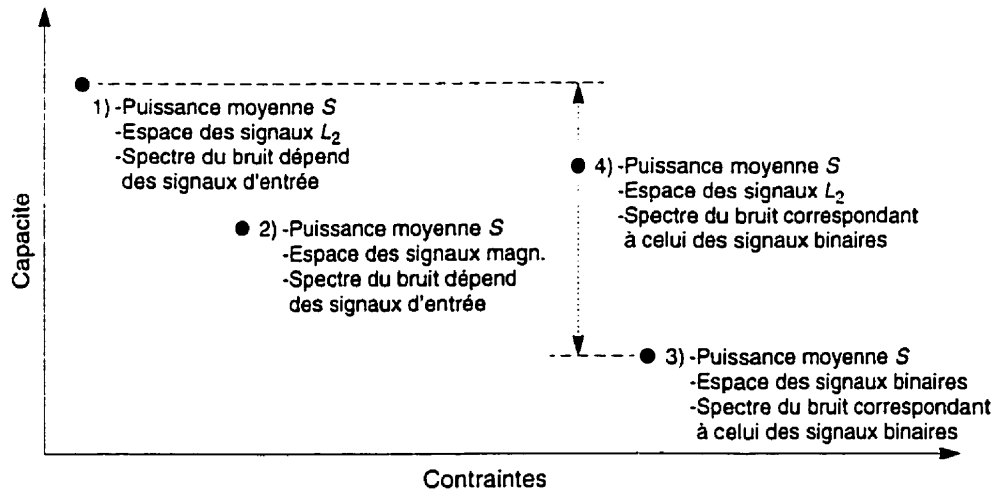 1) -Puissance moyenne S
-Espace des signaux L2
-Spectre du bruit dépend
des signaux d'entrée
4) -Puissance moyenne S
-Espace des signaux L2
-Spectre du bruit correspondant
à celui des signaux binaires
2) -Puissance moyenne S
-Espace des signaux magn.
-Spectre du bruit dépend
des signaux d'entrée
Capacite
3) -Puissance moyenne S
-Espace des signaux binaires
-Spectre du bruit correspondant
à celui des signaux binaires
Contraintes